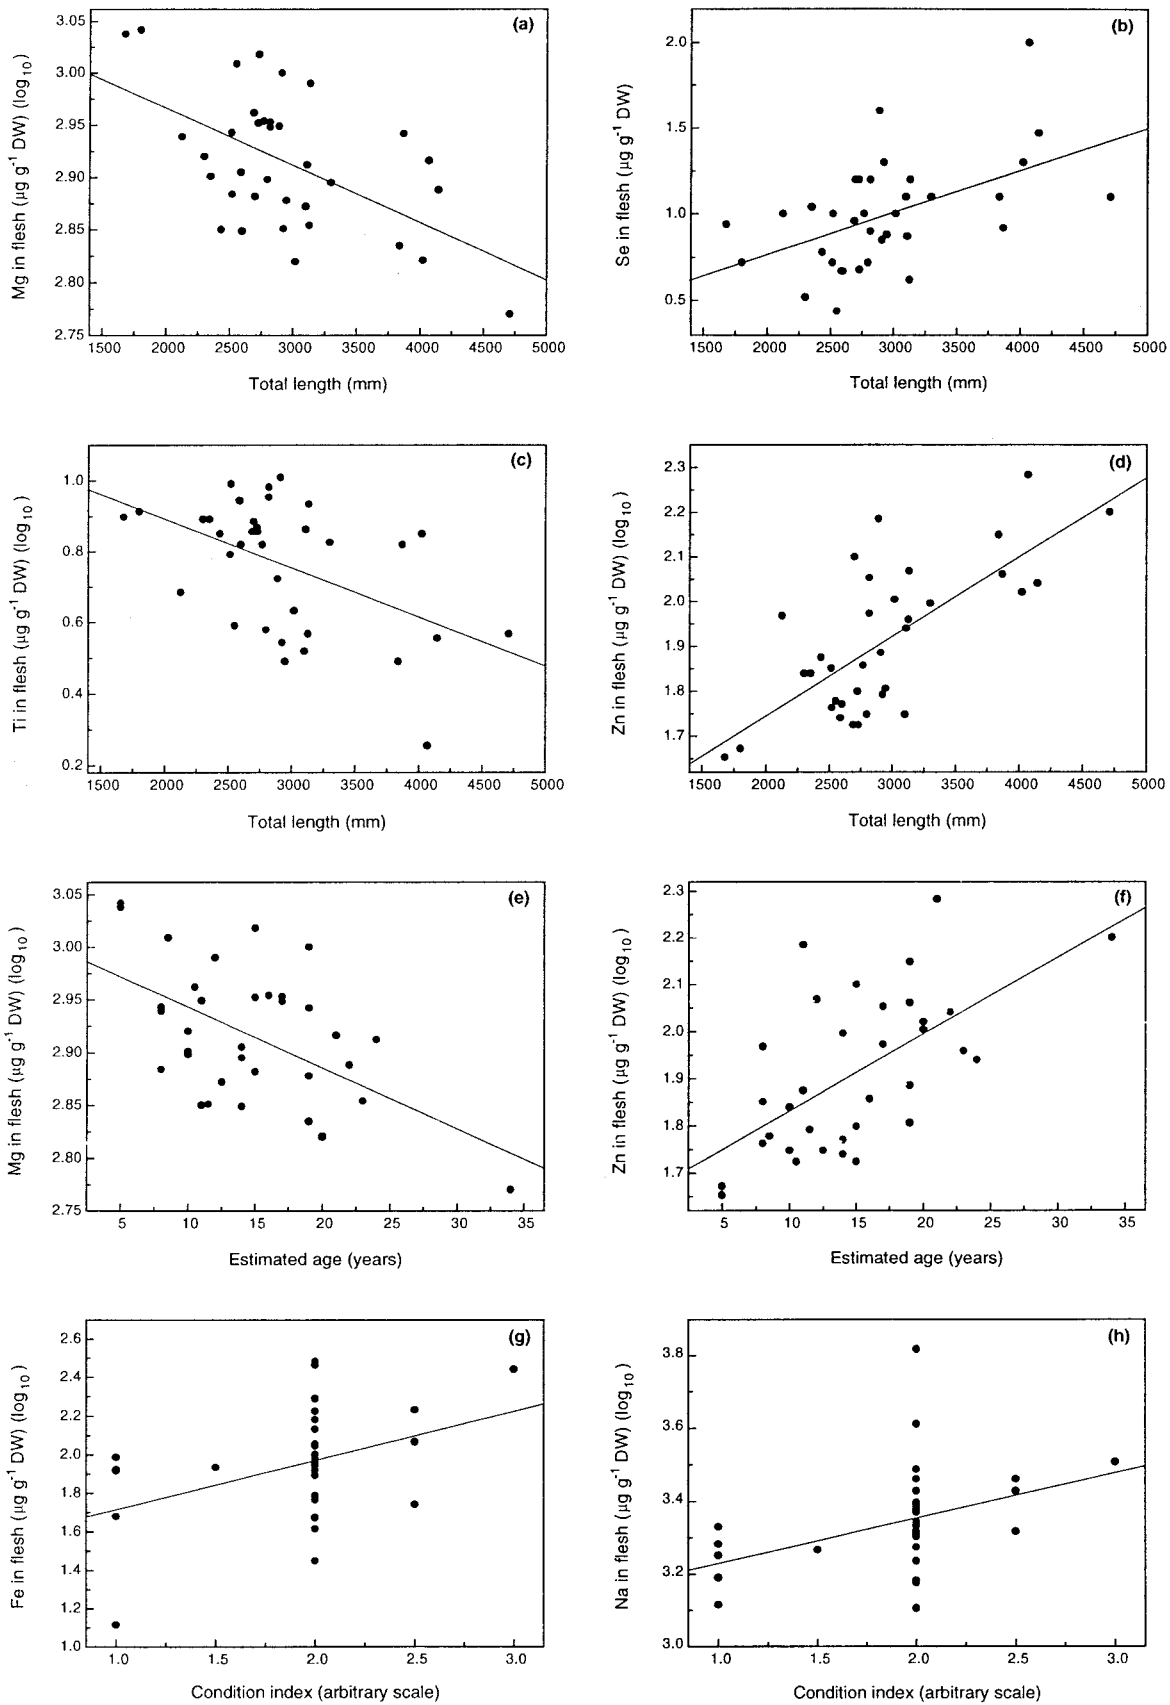 (a)
3.05
3.00
2.95
2.90
2.85
2.80
2.75
Mg in flesh (µg g⁻¹ DW) (log₁₀)
1500 2000 2500 3000 3500 4000 4500 5000
Total length (mm)
(b)
2.0
1.5
1.0
0.5
Se in flesh (µg g⁻¹ DW)
1500 2000 2500 3000 3500 4000 4500 5000
Total length (mm)
(c)
1.0
0.8
0.6
0.4
0.2
Ti in flesh (µg g⁻¹ DW) (log₁₀)
1500 2000 2500 3000 3500 4000 4500 5000
Total length (mm)
(d)
2.3
2.2
2.1
2.0
1.9
1.8
1.7
Zn in flesh (µg g⁻¹ DW) (log₁₀)
1500 2000 2500 3000 3500 4000 4500 5000
Total length (mm)
(e)
3.05
3.00
2.95
2.90
2.85
2.80
2.75
Mg in flesh (µg g⁻¹ DW) (log₁₀)
5 10 15 20 25 30 35
Estimated age (years)
(f)
2.3
2.2
2.1
2.0
1.9
1.8
1.7
Zn in flesh (µg g⁻¹ DW) (log₁₀)
5 10 15 20 25 30 35
Estimated age (years)
(g)
2.6
2.4
2.2
2.0
1.8
1.6
1.4
1.2
1.0
Fe in flesh (µg g⁻¹ DW) (log₁₀)
1.0 1.5 2.0 2.5 3.0
Condition index (arbitrary scale)
(h)
3.8
3.6
3.4
3.2
3.0
Na in flesh (µg g⁻¹ DW) (log₁₀)
1.0 1.5 2.0 2.5 3.0
Condition index (arbitrary scale)